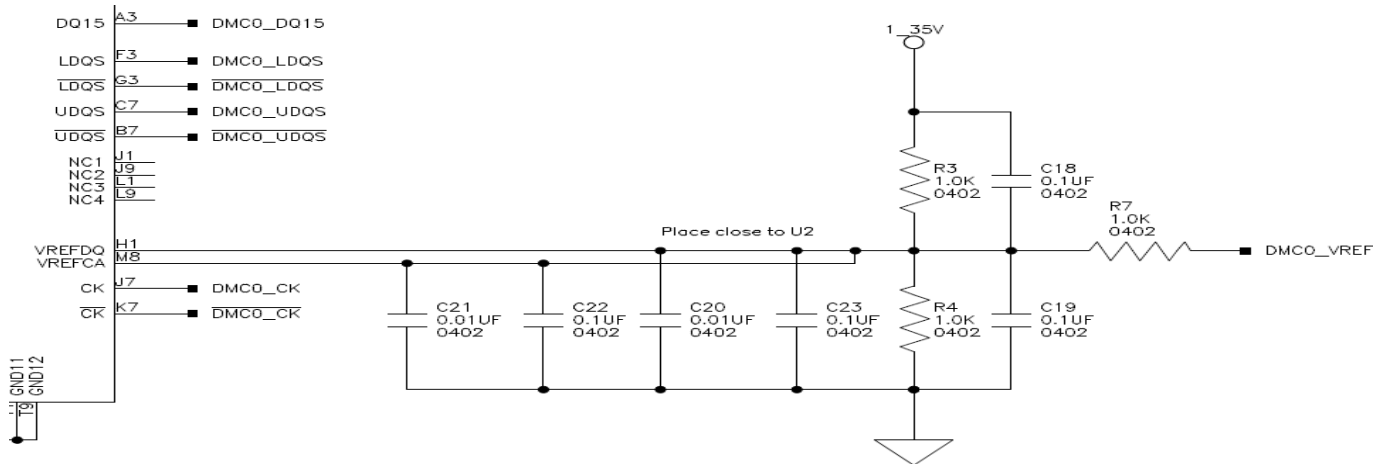 DQ15 A3 DMC0_DQ15
1_35V
LDQS F3 DMC0_LDQS
LDQS G3 DMC0_LDQS
UDQS C7 DMC0_UDQS
UDQS B7 DMC0_UDQS
NC1 J1
NC2 J9
NC3 L1
NC4 L9
R3
1.0K
0402
C18
0.1UF
0402
R7
1.0K
0402
Place close to U2
VREFDQ H1
VREFCA M8
DMC0_VREF
CK J7 DMC0_CK
CK K7 DMC0_CK
C21
0.01UF
0402
C22
0.1UF
0402
C20
0.01UF
0402
C23
0.1UF
0402
R4
1.0K
0402
C19
0.1UF
0402
GND11
GND12
T9